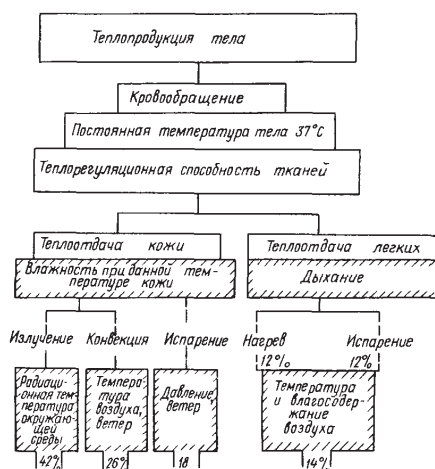 Теплопродукция тела
Кровообращение
Постоянная температура тела 37°С
Теплорегуляционная способность тканей
Теплоотдача кожи
Влажность при данной тем-
пературе кожи
Теплоотдача легких
Дыхание
Излучение
Конвекция
Испарение
Нагрев
12%
Испарение
12%
Радиаци-
онная тем-
пература
окружаю-
щей
среды
42%
Темпера-
тура
воздуха,
ветер
26%
Давление
ветер
18
Температура
и влагосодер-
жание
воздуха
14%